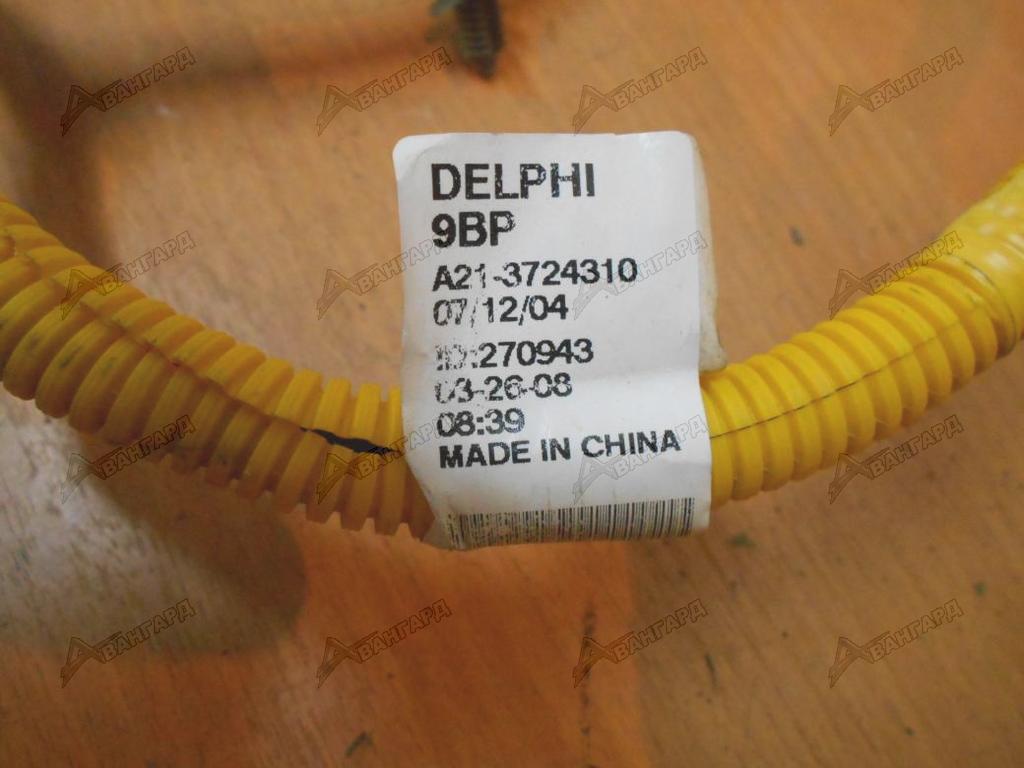 DELPHI
9BP
A21-3724310
07/12/04
ID:270943
03-26-08
08:39
MADE IN CHINA
АВАНГАРД